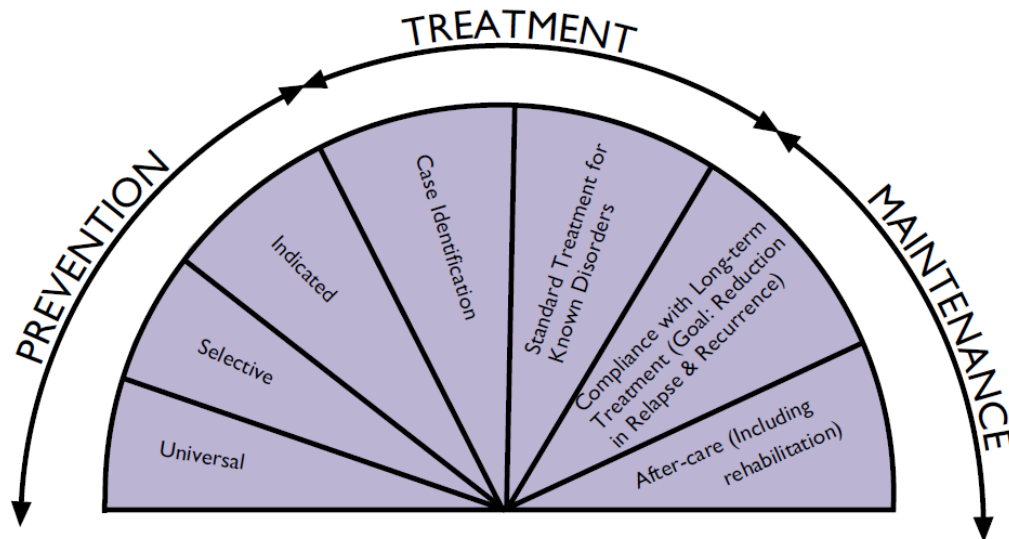 TREATMENT
PREVENTION
MAINTENANCE
Universal
Selective
Indicated
Case Identification
Standard Treatment for
Known Disorders
Compliance with Long-term
Treatment (Goal: Reduction
in Relapse & Recurrence)
After-care (Including
rehabilitation)